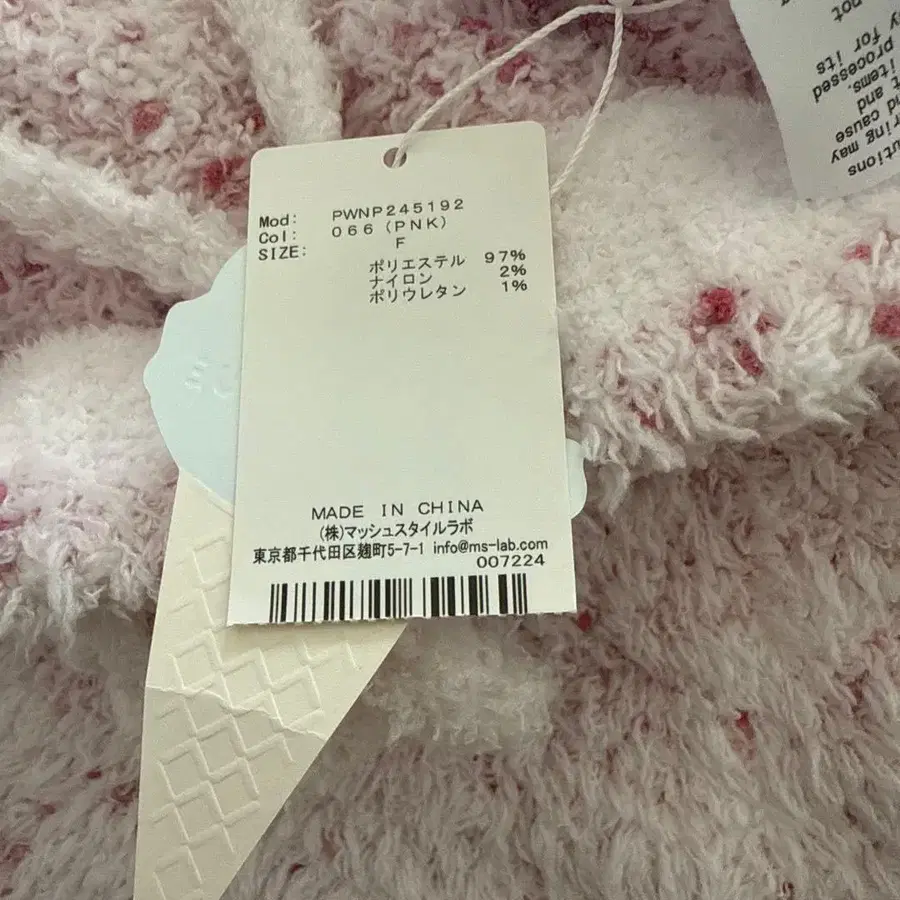 Mod: PWNP245192
Col: 066 (PNK)
SIZE: F
ポリエステル 97%
ナイロン 2%
ポリウレタン 1%
MADE IN CHINA
(株)マッシュスタイルラボ
東京都千代田区麹町5-7-1 info@ms-lab.com
007224
may
nd cause
and
t items.
processed
y for its
not